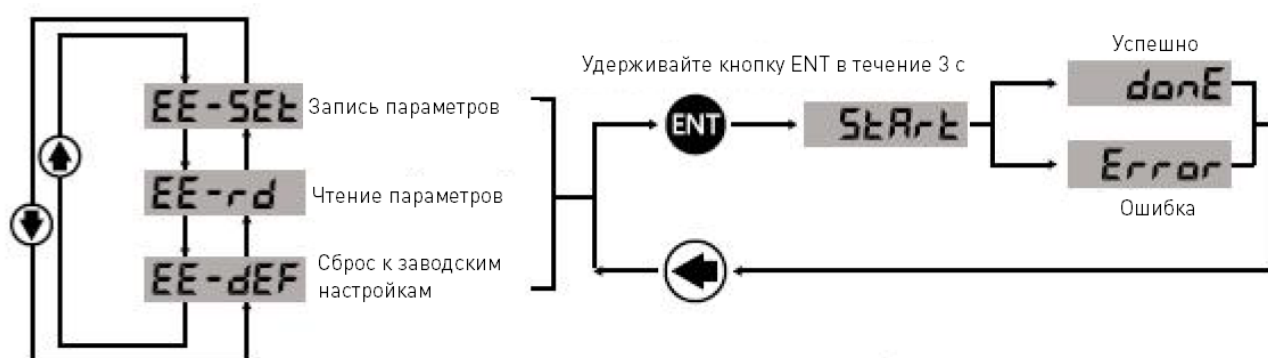 Успешно
Удерживайте кнопку ENT в течение 3 с
donE
EE-SEt
Запись параметров
ENT
StArt
EE-rd
Чтение параметров
Error
Ошибка
EE-dEF
Сброс к заводским
настройкам